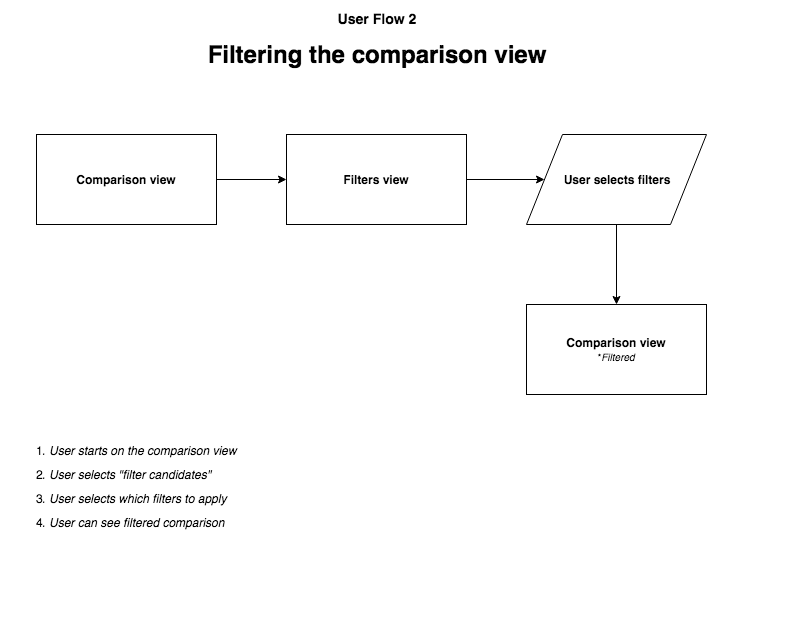 User Flow 2
Filtering the comparison view
Comparison view
Filters view
User selects filters
Comparison view
*Filtered
1. User starts on the comparison view
2. User selects "filter candidates"
3. User selects which filters to apply
4. User can see filtered comparison